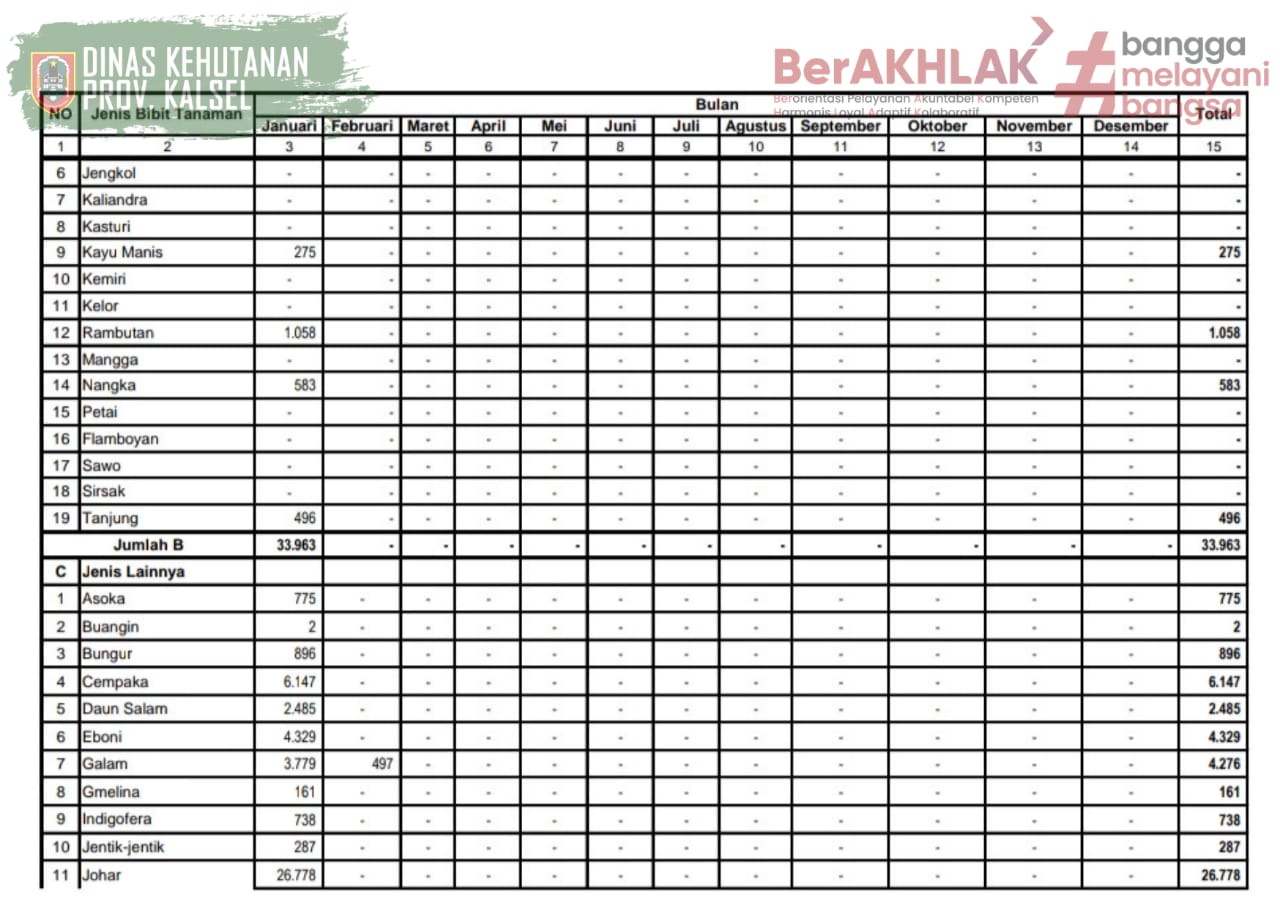 DINAS KEHUTANAN
PROV. KALSEL
BerAKHLAK
Berorientasi Pelayanan Akuntabel Kompeten
Harmonis Loyal Adaptif Kolaboratif
#bangga
melayani
bangsa
NO Jenis Bibit Tanaman Bulan Total
Januari Februari Maret April Mei Juni Juli Agustus September Oktober November Desember
1 2 3 4 5 6 7 8 9 10 11 12 13 14 15
6 Jengkol - - - - - - - - - - - - -
7 Kaliandra - - - - - - - - - - - - -
8 Kasturi - - - - - - - - - - - - -
9 Kayu Manis 275 - - - - - - - - - - - 275
10 Kemiri - - - - - - - - - - - - -
11 Kelor - - - - - - - - - - - - -
12 Rambutan 1.058 - - - - - - - - - - - 1.058
13 Mangga - - - - - - - - - - - - -
14 Nangka 583 - - - - - - - - - - - 583
15 Petai - - - - - - - - - - - - -
16 Flamboyan - - - - - - - - - - - - -
17 Sawo - - - - - - - - - - - - -
18 Sirsak - - - - - - - - - - - - -
19 Tanjung 496 - - - - - - - - - - - 496
Jumlah B 33.963 - - - - - - - - - - - 33.963
C Jenis Lainnya
1 Asoka 775 - - - - - - - - - - - 775
2 Buangin 2 - - - - - - - - - - - 2
3 Bungur 896 - - - - - - - - - - - 896
4 Cempaka 6.147 - - - - - - - - - - - 6.147
5 Daun Salam 2.485 - - - - - - - - - - - 2.485
6 Eboni 4.329 - - - - - - - - - - - 4.329
7 Galam 3.779 497 - - - - - - - - - - 4.276
8 Gmelina 161 - - - - - - - - - - - 161
9 Indigofera 738 - - - - - - - - - - - 738
10 Jentik-jentik 287 - - - - - - - - - - - 287
11 Johar 26.778 - - - - - - - - - - - 26.778